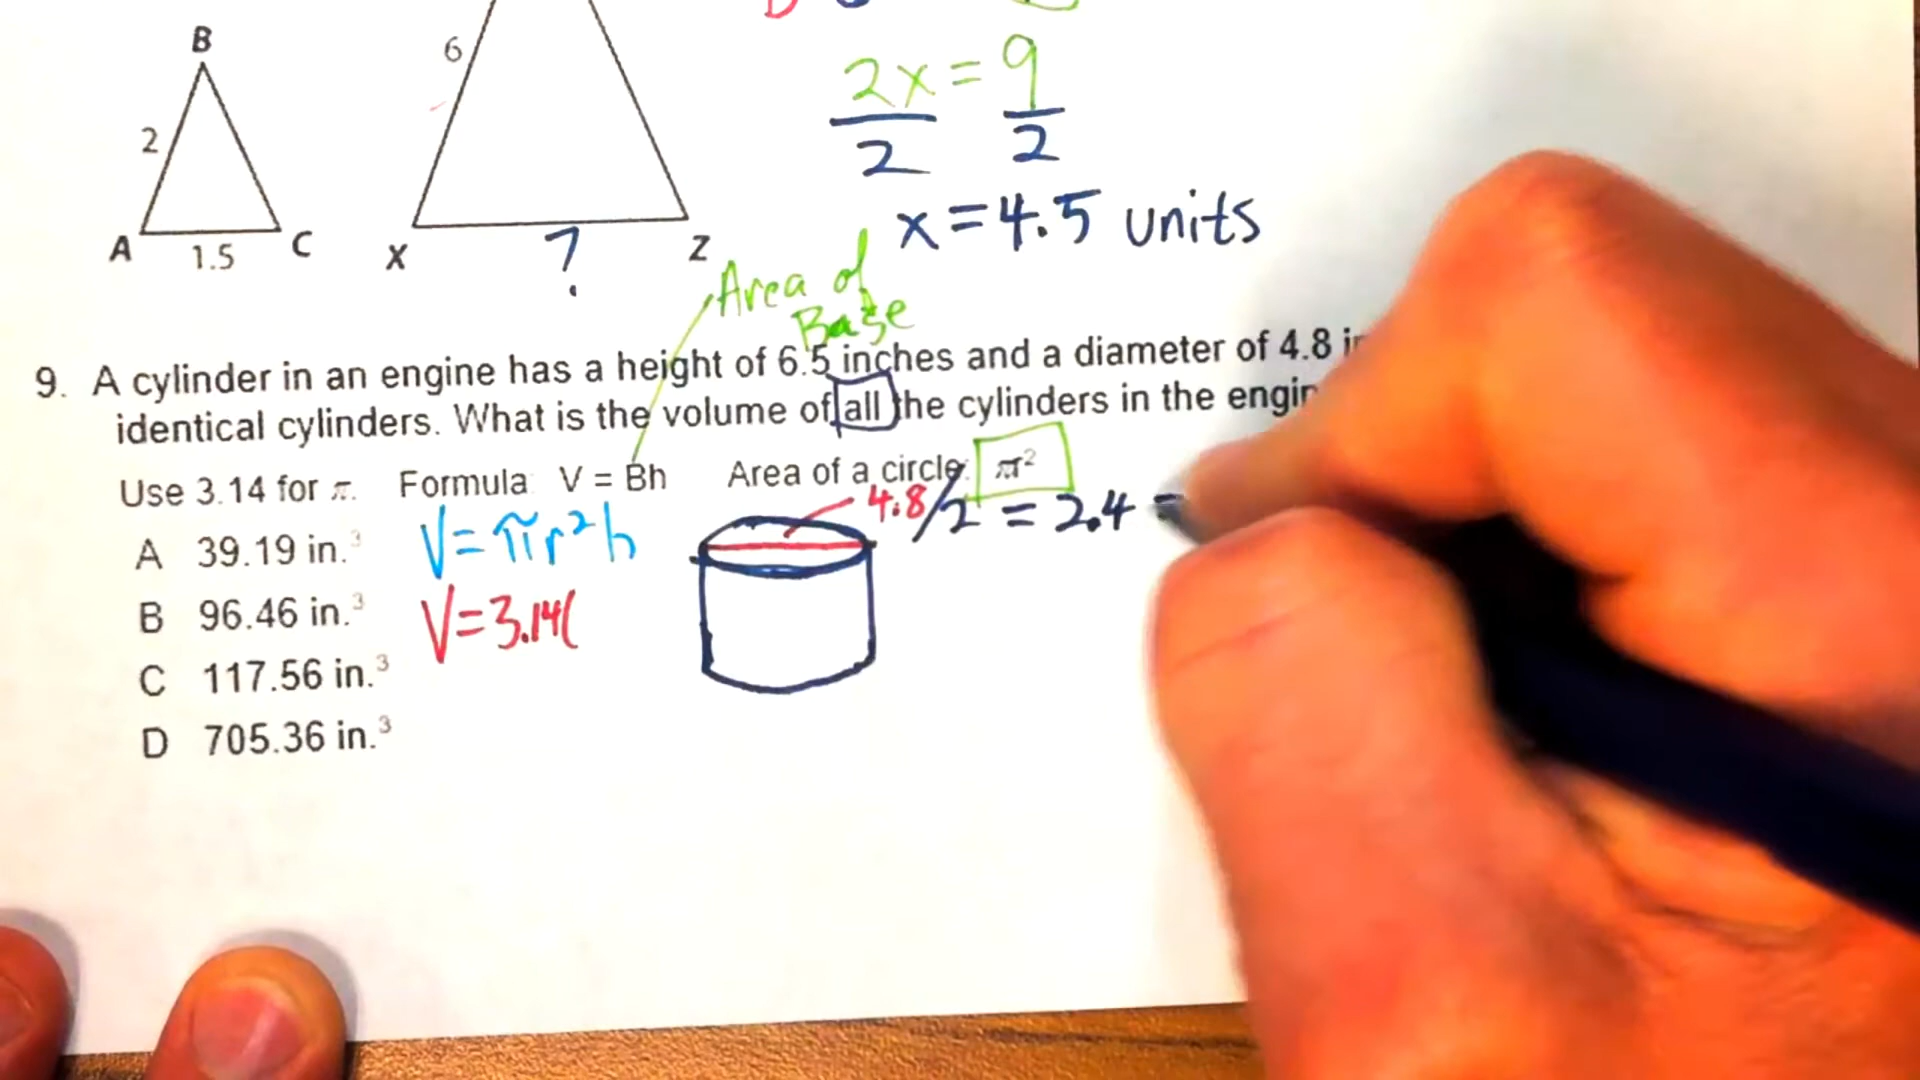 B
6
2x = 9
2 2
2
x = 4.5 units
A 1.5 C X ? Z
Area of
Base
9. A cylinder in an engine has a height of 6.5 inches and a diameter of 4.8
identical cylinders. What is the volume of all the cylinders in the
Use 3.14 for π. Formula: V = Bh Area of a circle: πr²
4.8/2 = 2.4 =
A 39.19 in.³
V = πr²h
B 96.46 in.³
V = 3.14(
C 117.56 in.³
D 705.36 in.³